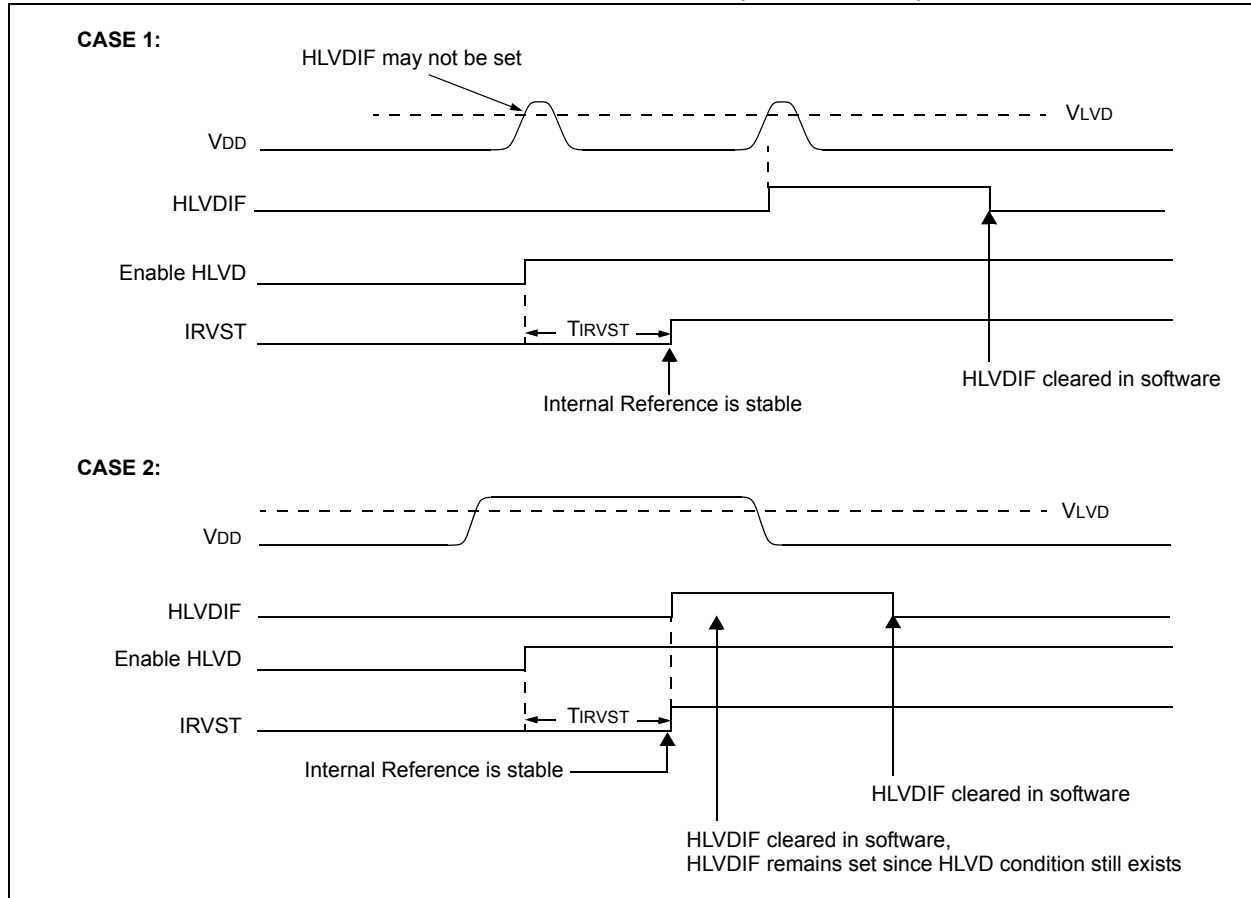 CASE 1:
HLVDIF may not be set
VLVD
VDD
HLVDIF
Enable HLVD
TIRVST
IRVST
HLVDIF cleared in software
Internal Reference is stable
CASE 2:
VLVD
VDD
HLVDIF
Enable HLVD
TIRVST
IRVST
Internal Reference is stable
HLVDIF cleared in software
HLVDIF cleared in software,
HLVDIF remains set since HLVD condition still exists